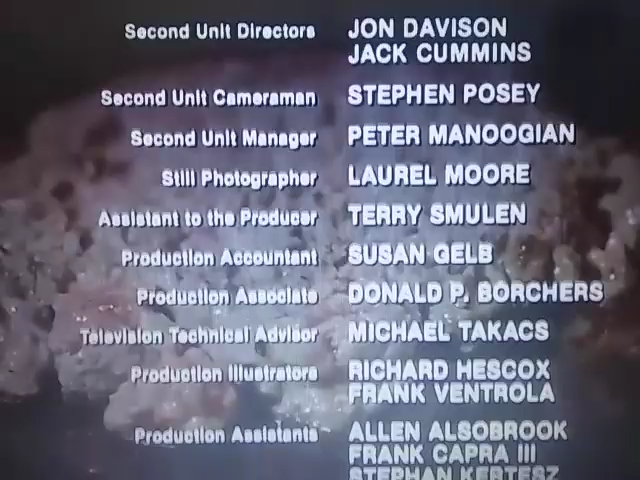 Second Unit Directors JON DAVISON
JACK CUMMINS
Second Unit Cameraman STEPHEN POSEY
Second Unit Manager PETER MANOOGIAN
Still Photographer LAUREL MOORE
Assistant to the Producer TERRY SMULEN
Production Accountant SUSAN GELB
Production Associate DONALD P. BORCHERS
Television Technical Advisor MICHAEL TAKACS
Production Illustrators RICHARD HESCOX
FRANK VENTROLA
Production Assistants ALLEN ALSOBROOK
FRANK CAPRA III
STEPHAN KERTESZ